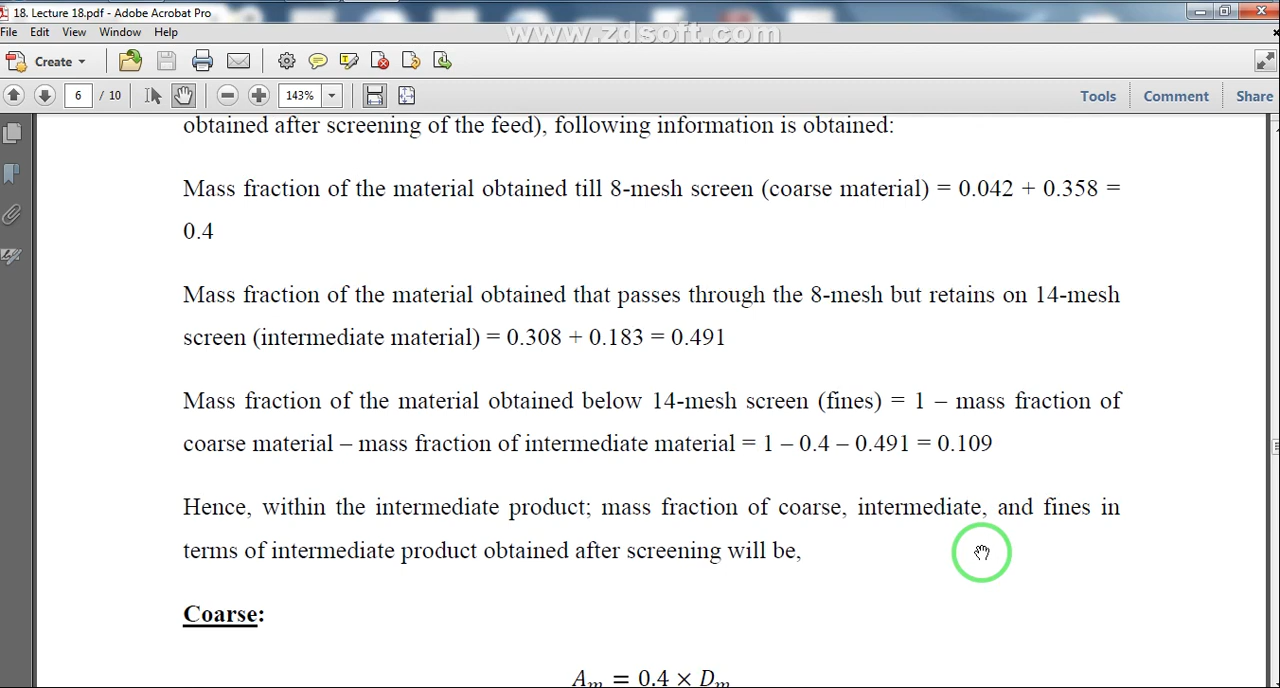 18. Lecture 18.pdf - Adobe Acrobat Pro
www.zdsoft.com
File Edit View Window Help
Create
6 / 10 143% Tools Comment Share
obtained after screening of the feed), following information is obtained:
Mass fraction of the material obtained till 8-mesh screen (coarse material) = 0.042 + 0.358 =
0.4
Mass fraction of the material obtained that passes through the 8-mesh but retains on 14-mesh
screen (intermediate material) = 0.308 + 0.183 = 0.491
Mass fraction of the material obtained below 14-mesh screen (fines) = 1 – mass fraction of
coarse material – mass fraction of intermediate material = 1 – 0.4 – 0.491 = 0.109
Hence, within the intermediate product; mass fraction of coarse, intermediate, and fines in
terms of intermediate product obtained after screening will be,
Coarse:
Aₘ = 0.4 × Dₘ